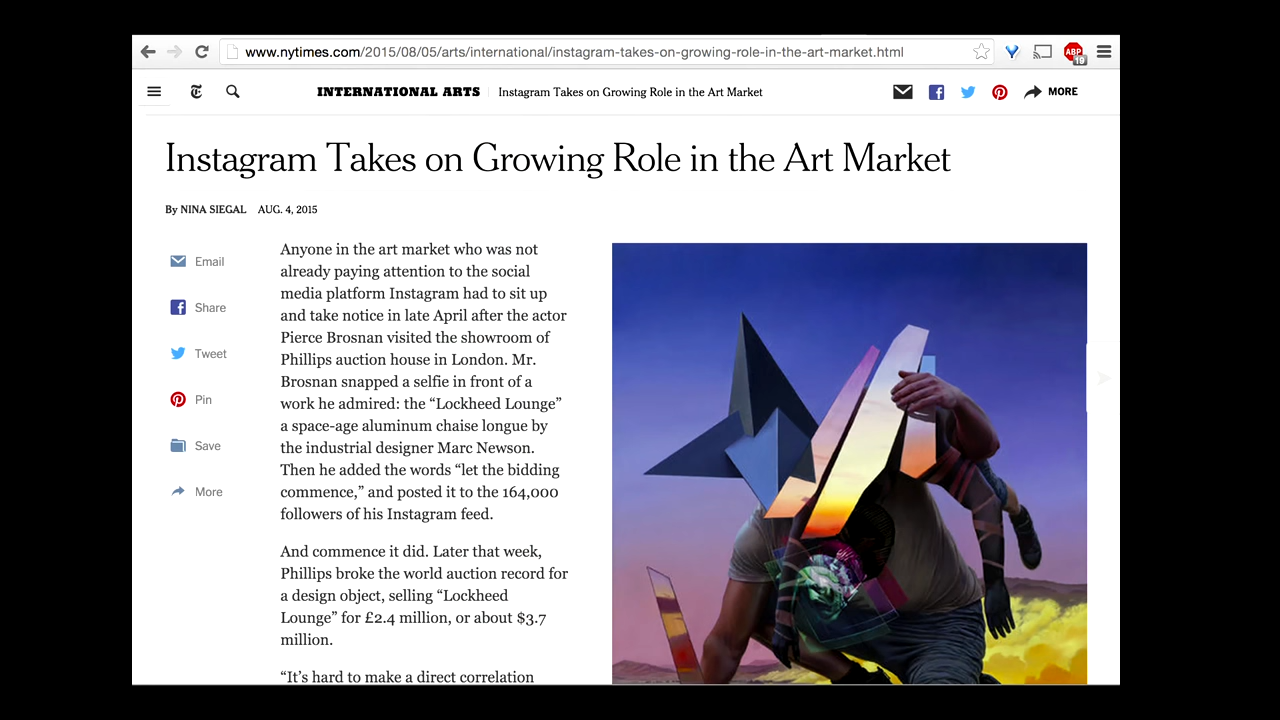 www.nytimes.com/2015/08/05/arts/international/instagram-takes-on-growing-role-in-the-art-market.html
ABP
19
INTERNATIONAL ARTS
Instagram Takes on Growing Role in the Art Market
MORE
Instagram Takes on Growing Role in the Art Market
By NINA SIEGAL AUG. 4, 2015
Email
Share
Tweet
Pin
Save
More
Anyone in the art market who was not
already paying attention to the social
media platform Instagram had to sit up
and take notice in late April after the actor
Pierce Brosnan visited the showroom of
Phillips auction house in London. Mr.
Brosnan snapped a selfie in front of a
work he admired: the “Lockheed Lounge”
a space-age aluminum chaise longue by
the industrial designer Marc Newson.
Then he added the words “let the bidding
commence,” and posted it to the 164,000
followers of his Instagram feed.
And commence it did. Later that week,
Phillips broke the world auction record for
a design object, selling “Lockheed
Lounge” for £2.4 million, or about $3.7
million.
“It’s hard to make a direct correlation